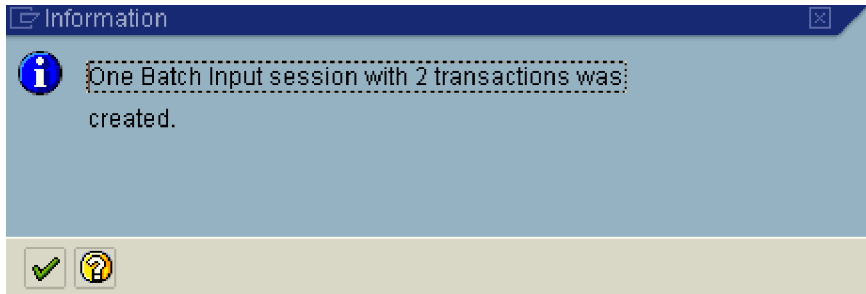 Information
One Batch Input session with 2 transactions was
created.